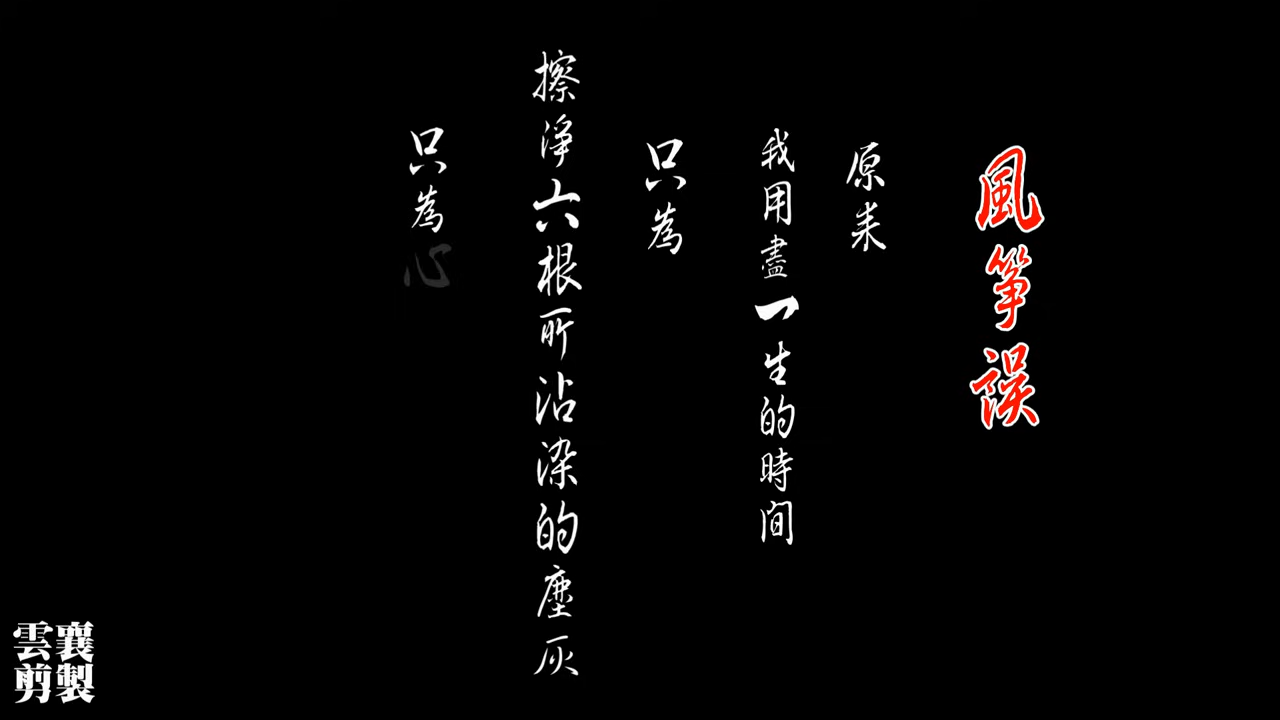 風箏誤
原来
我用盡一生的時间
只為
擦淨六根所沾染的塵灰
只為心
襄製
雲剪